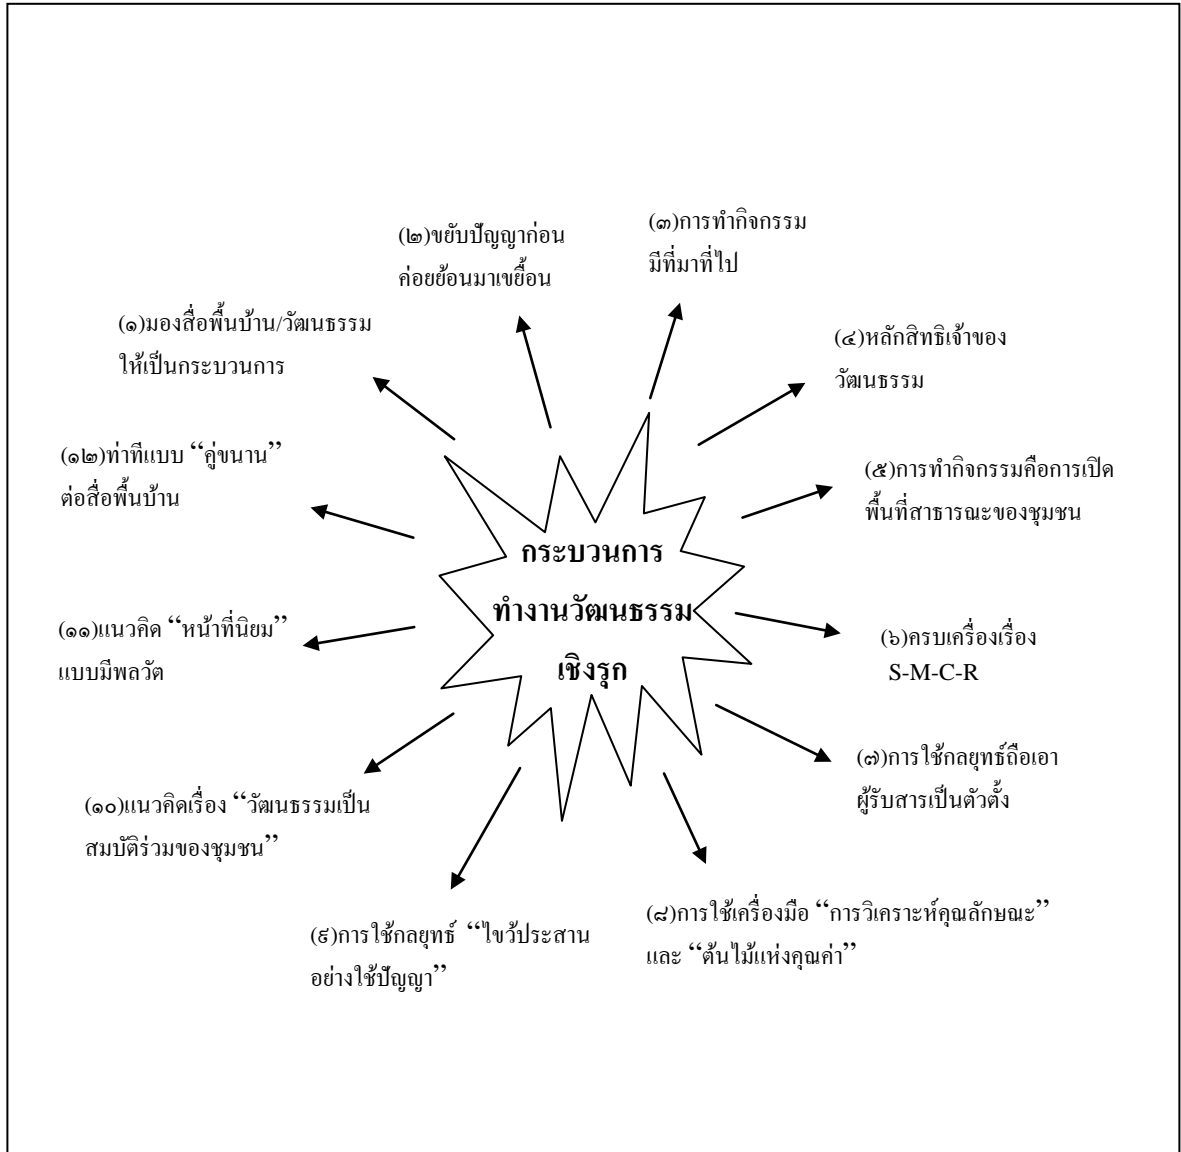 (๒)ขยับปัญญาก่อน
ค่อยย้อนมาเขยื้อน
(๓)การทำกิจกรรม
มีที่มาที่ไป
(๑)มองสื่อพื้นบ้าน/วัฒนธรรม
ให้เป็นกระบวนการ
(๔)หลักสิทธิเจ้าของ
วัฒนธรรม
(๑๒)ท่าทีแบบ “คู่ขนาน”
ต่อสื่อพื้นบ้าน
(๕)การทำกิจกรรมคือการเปิด
พื้นที่สาธารณะของชุมชน
กระบวนการ
ทำงานวัฒนธรรม
เชิงรุก
(๑๑)แนวคิด “หน้าที่นิยม”
แบบมีพลวัต
(๖)ครบเครื่องเรื่อง
S-M-C-R
(๗)การใช้กลยุทธ์ถือเอา
ผู้รับสารเป็นตัวตั้ง
(๑๐)แนวคิดเรื่อง “วัฒนธรรมเป็น
สมบัติร่วมของชุมชน”
(๘)การใช้เครื่องมือ “การวิเคราะห์คุณลักษณะ”
และ “ต้นไม้แห่งคุณค่า”
(๙)การใช้กลยุทธ์ “ไขว้ประสาน
อย่างใช้ปัญญา”